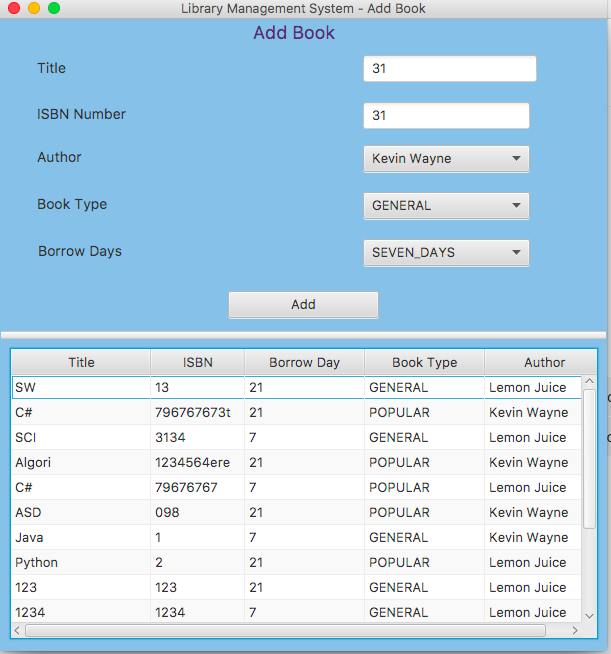 Library Management System - Add Book
Add Book
Title 31
ISBN Number 31
Author Kevin Wayne
Book Type GENERAL
Borrow Days SEVEN_DAYS
Add
Title ISBN Borrow Day Book Type Author
SW 13 21 GENERAL Lemon Juice
C# 796767673t 21 POPULAR Kevin Wayne
SCI 3134 7 GENERAL Lemon Juice
Algori 1234564ere 21 POPULAR Kevin Wayne
C# 79676767 7 POPULAR Lemon Juice
ASD 098 21 POPULAR Kevin Wayne
Java 1 7 GENERAL Kevin Wayne
Python 2 21 POPULAR Lemon Juice
123 123 21 GENERAL Lemon Juice
1234 1234 7 GENERAL Lemon Juice